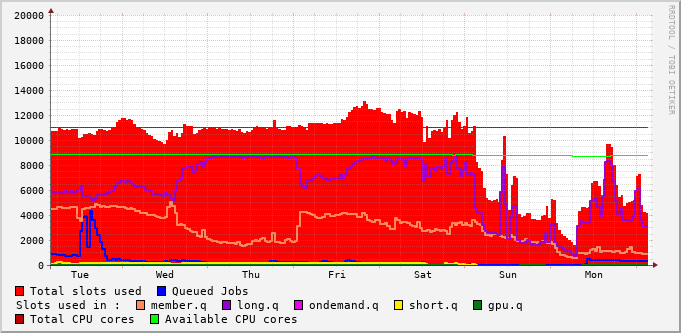 20000
18000
16000
14000
12000
10000
8000
6000
4000
2000
0
Tue Wed Thu Fri Sat Sun Mon
RRDTOOL / TOBI OETIKER
Total slots used Queued Jobs
Slots used in : member.q long.q ondemand.q short.q gpu.q
Total CPU cores Available CPU cores